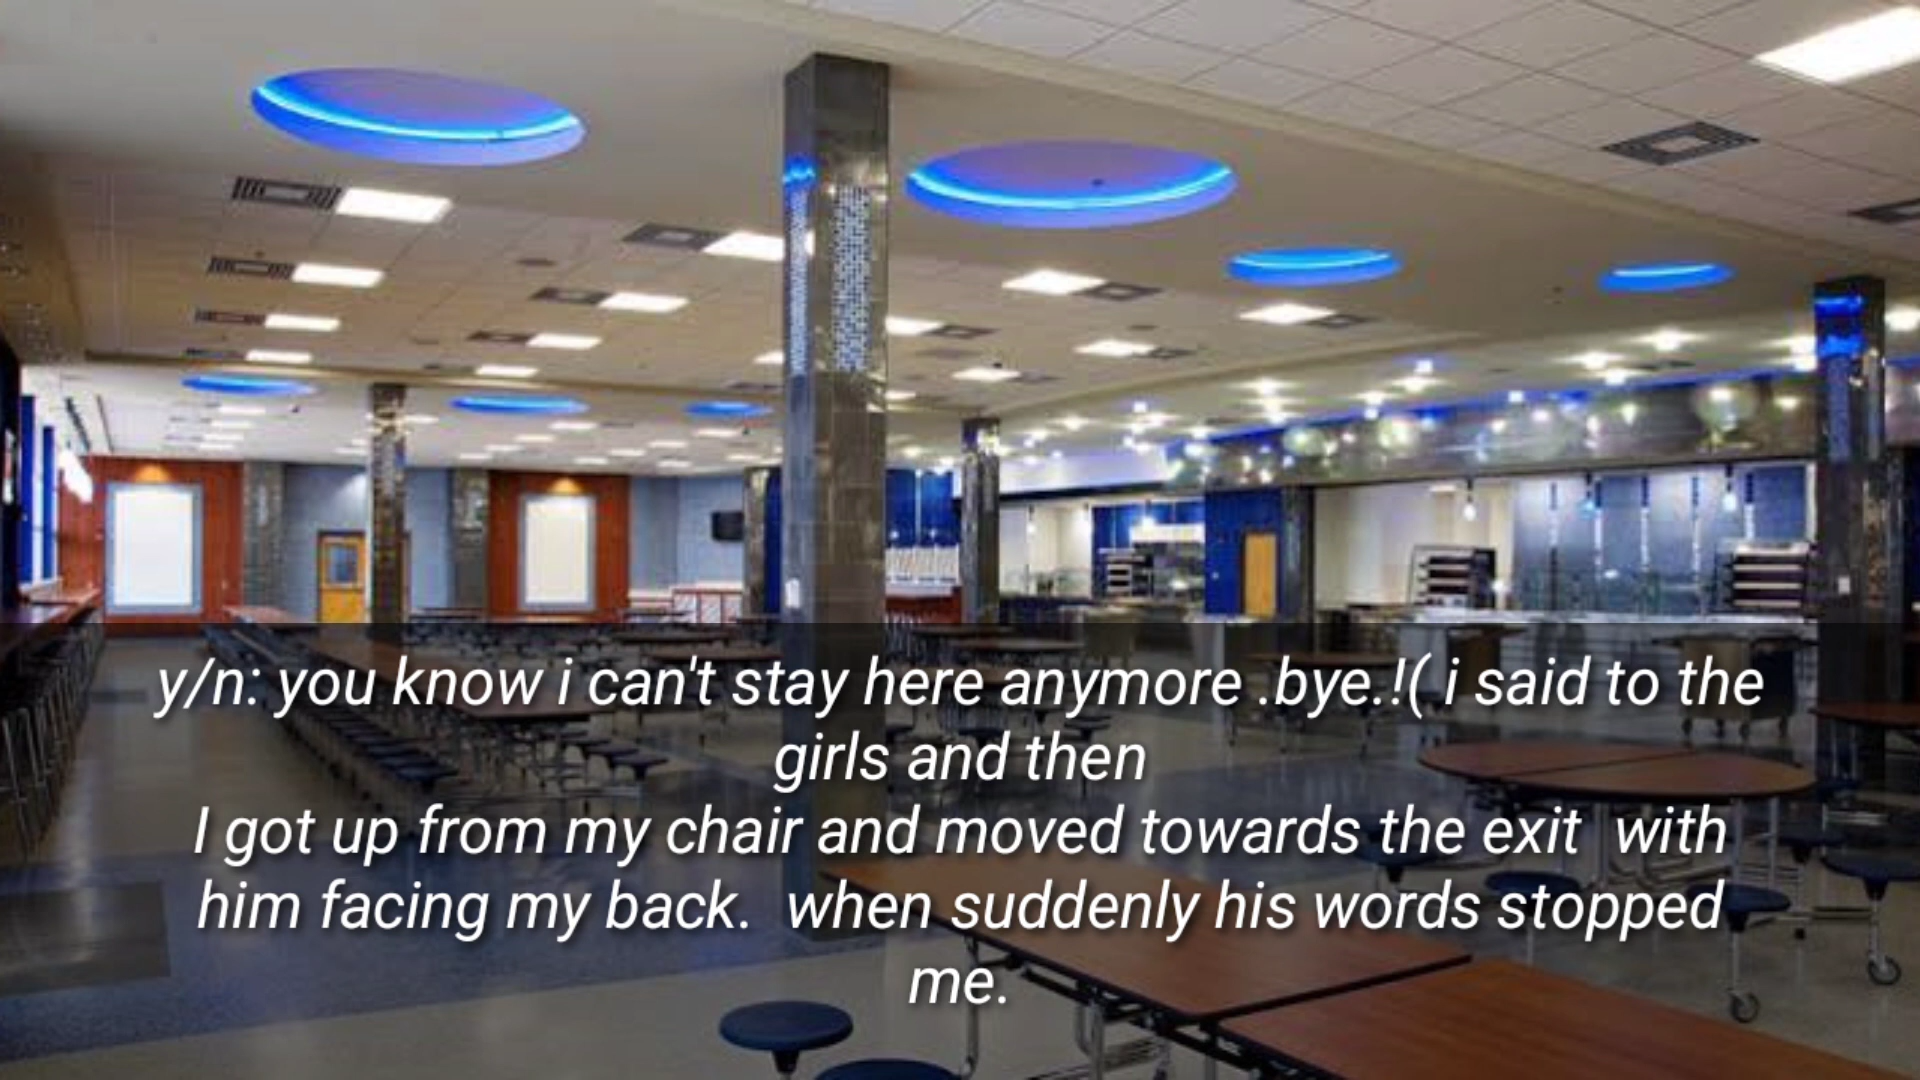 y/n: you know i can't stay here anymore .bye.!( i said to the
girls and then
I got up from my chair and moved towards the exit  with
him facing my back.  when suddenly his words stopped
me.